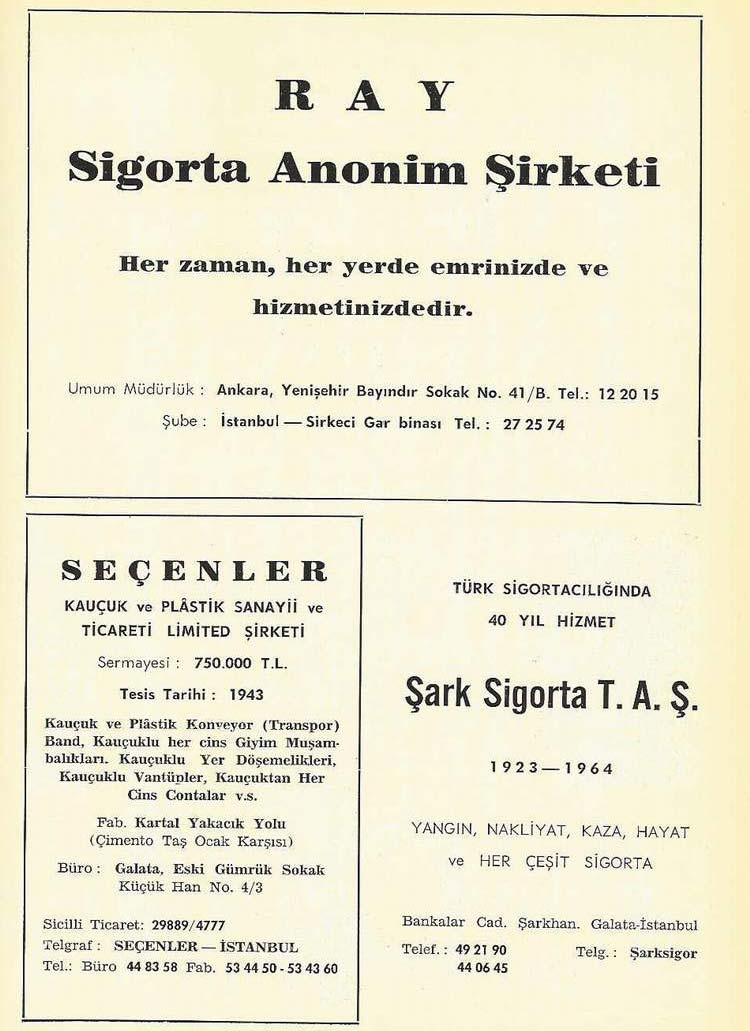 R A Y
Sigorta Anonim Şirketi
Her zaman, her yerde emrinizde ve
hizmetinizdedir.
Umum Müdürlük : Ankara, Yenişehir Bayındır Sokak No. 41/B. Tel.: 12 20 15
Şube : İstanbul — Sirkeci Gar binası Tel. : 27 25 74
SEÇENLER
KAUÇUK ve PLÂSTİK SANAYİİ ve
TİCARETİ LİMİTED ŞİRKETİ
Sermayesi : 750.000 T.L.
Tesis Tarihi : 1943
Kauçuk ve Plâstik Konveyor (Transpor)
Band, Kauçuklu her cins Giyim Muşam-
balıkları. Kauçuklu Yer Döşemelikleri,
Kauçuklu Vantüpler, Kauçuktan Her
Cins Contalar v.s.
Fab. Kartal Yakacık Yolu
(Çimento Taş Ocak Karşısı)
Büro : Galata, Eski Gümrük Sokak
Küçük Han No. 4/3
Sicilli Ticaret: 29889/4777
Telgraf : SEÇENLER — İSTANBUL
Tel.: Büro 44 83 58 Fab. 53 44 50 - 53 43 60
TÜRK SİGORTACILIĞINDA
40 YIL HİZMET
Şark Sigorta T. A. Ş.
1923 — 1964
YANGIN, NAKLİYAT, KAZA, HAYAT
ve HER ÇEŞİT SİGORTA
Bankalar Cad. Şarkhan. Galata-İstanbul
Telef. : 49 21 90 Telg. : Şarksigor
44 06 45